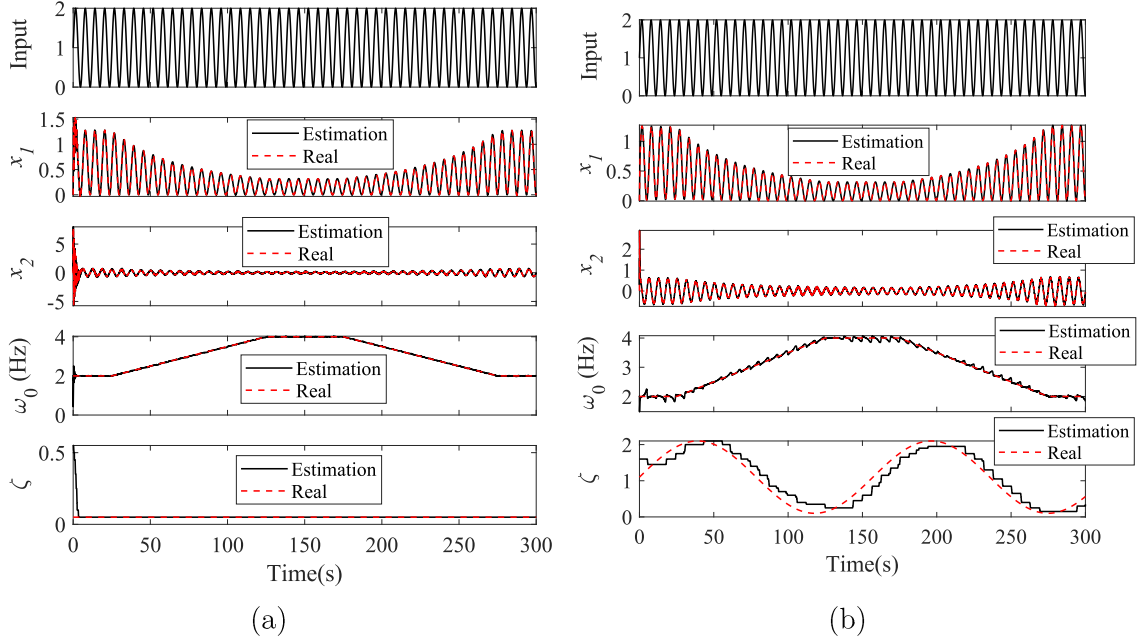 Input
2
0
x1
1.5
1
0.5
0
Estimation
Real
x2
5
0
-5
Estimation
Real
ω0 (Hz)
4
2
0
Estimation
Real
ζ
0.5
0
Estimation
Real
0 50 100 150 200 250 300
Time(s)
(a)
Input
2
1
0
x1
1
0.5
0
Estimation
Real
x2
2
1
0
Estimation
Real
ω0 (Hz)
4
3
2
Estimation
Real
ζ
2
1
0
Estimation
Real
0 50 100 150 200 250 300
Time(s)
(b)